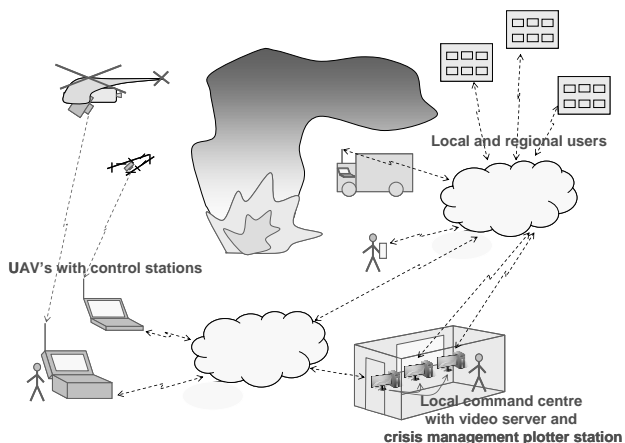 Local and regional users
UAV's with control stations
Local command centre
with video server and
crisis management plotter station